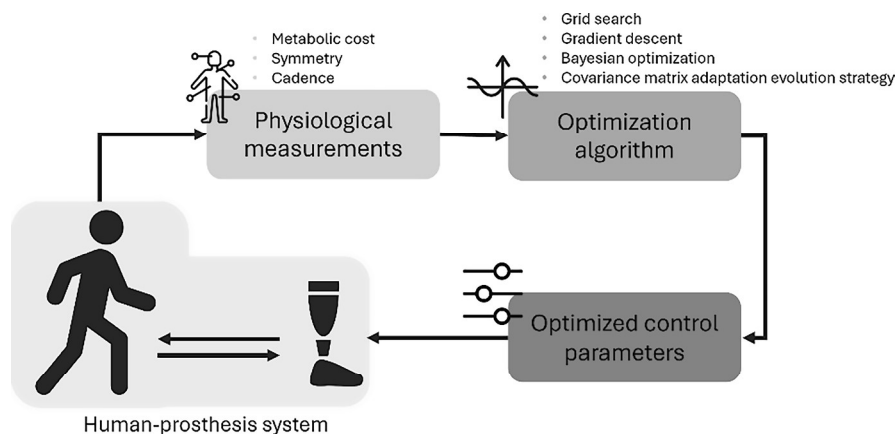 Metabolic cost
Symmetry
Cadence
Physiological
measurements
Grid search
Gradient descent
Bayesian optimization
Covariance matrix adaptation evolution strategy
Optimization
algorithm
Optimized control
parameters
Human-prosthesis system